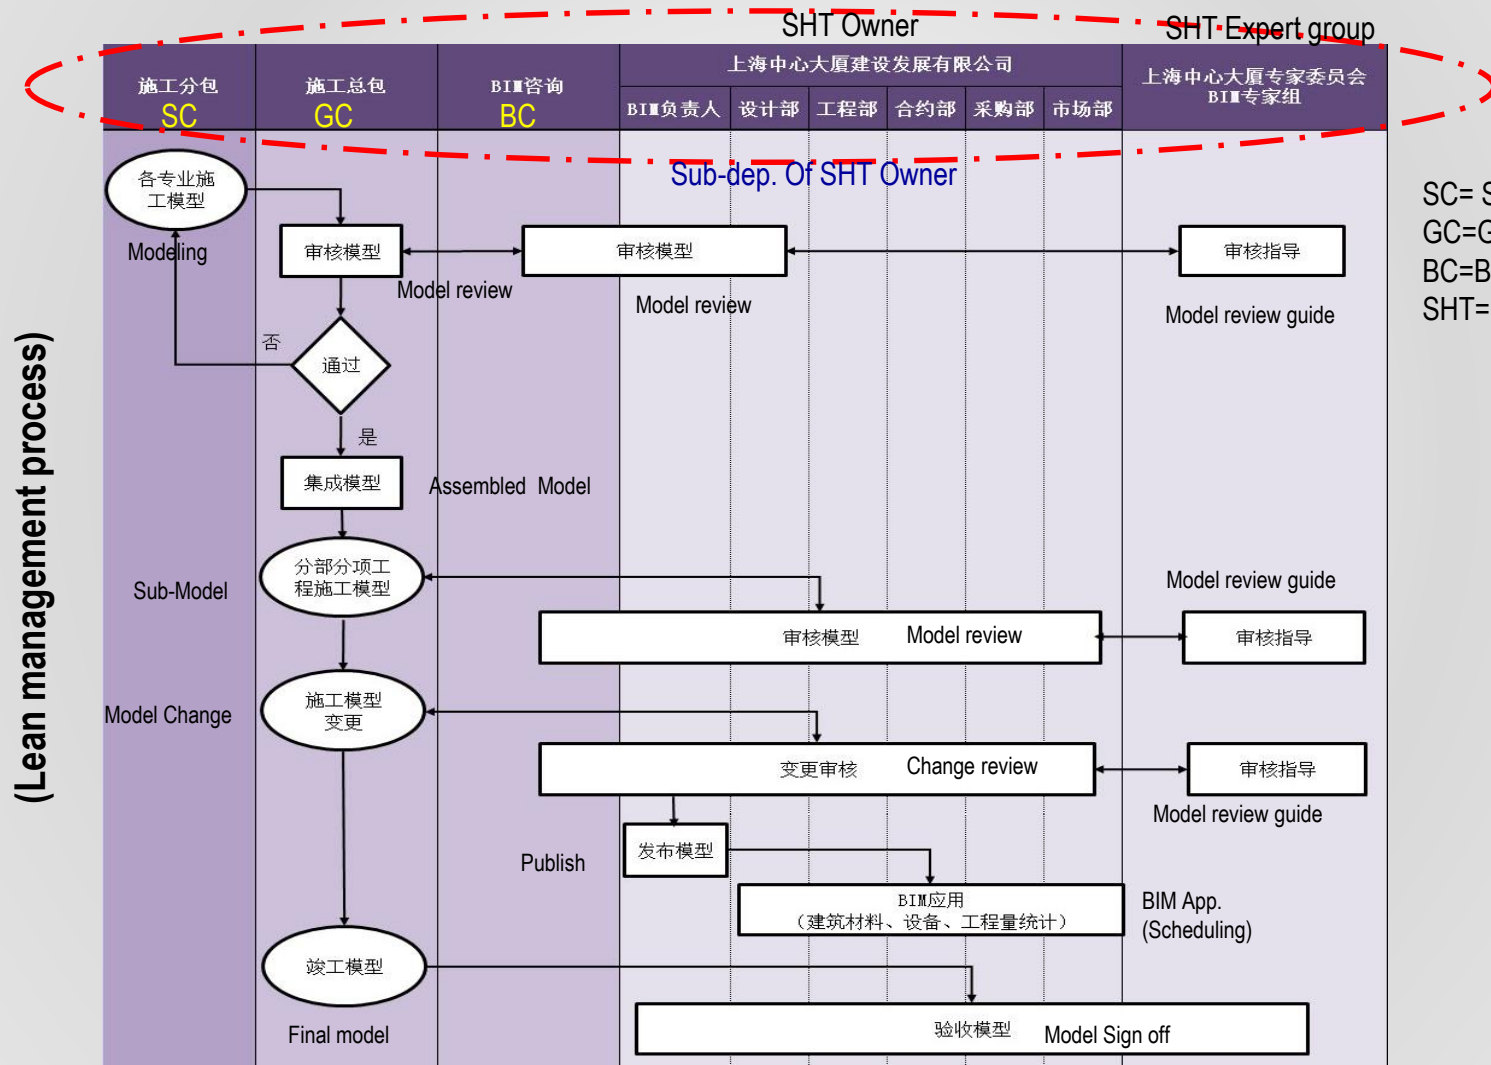 SHT Owner
SHT Expert group
施工分包
SC
施工总包
GC
BIM咨询
BC
上海中心大厦建设发展有限公司
BIM负责人
设计部
工程部
合约部
采购部
市场部
上海中心大厦专家委员会
BIM专家组
Sub-dep. Of SHT Owner
SC= S
GC=G
BC=B
SHT=
(Lean management process)
各专业施
工模型
Modeling
审核模型
Model review
审核模型
Model review
审核指导
Model review guide
否
通过
是
集成模型
Assembled Model
分部分项工
程施工模型
Sub-Model
审核模型
Model review
Model review guide
审核指导
施工模型
变更
Model Change
变更审核
Change review
审核指导
Model review guide
发布模型
Publish
BIM应用
（建筑材料、设备、工程量统计）
BIM App.
(Scheduling)
竣工模型
Final model
验收模型
Model Sign off